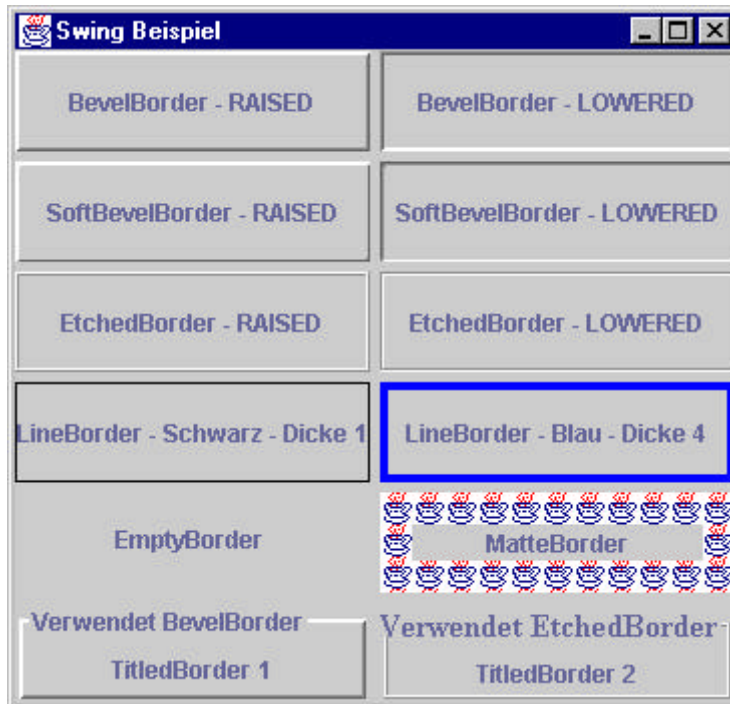 Swing Beispiel
BevelBorder - RAISED
BevelBorder - LOWERED
SoftBevelBorder - RAISED
SoftBevelBorder - LOWERED
EtchedBorder - RAISED
EtchedBorder - LOWERED
LineBorder - Schwarz - Dicke 1
LineBorder - Blau - Dicke 4
EmptyBorder
MatteBorder
Verwendet BevelBorder
TitledBorder 1
Verwendet EtchedBorder
TitledBorder 2